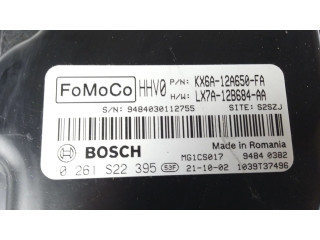 FoMoCo HHV0 P/N: KX6A-12A650-FA
H/W: LX7A-12B684-AA
S/N: 9484030112755 SITE: S2SZJ
BOSCH Made in Romania
MG1CS017 9484 0382
0 261 S22 395 53F 21-10-02 1039T37496